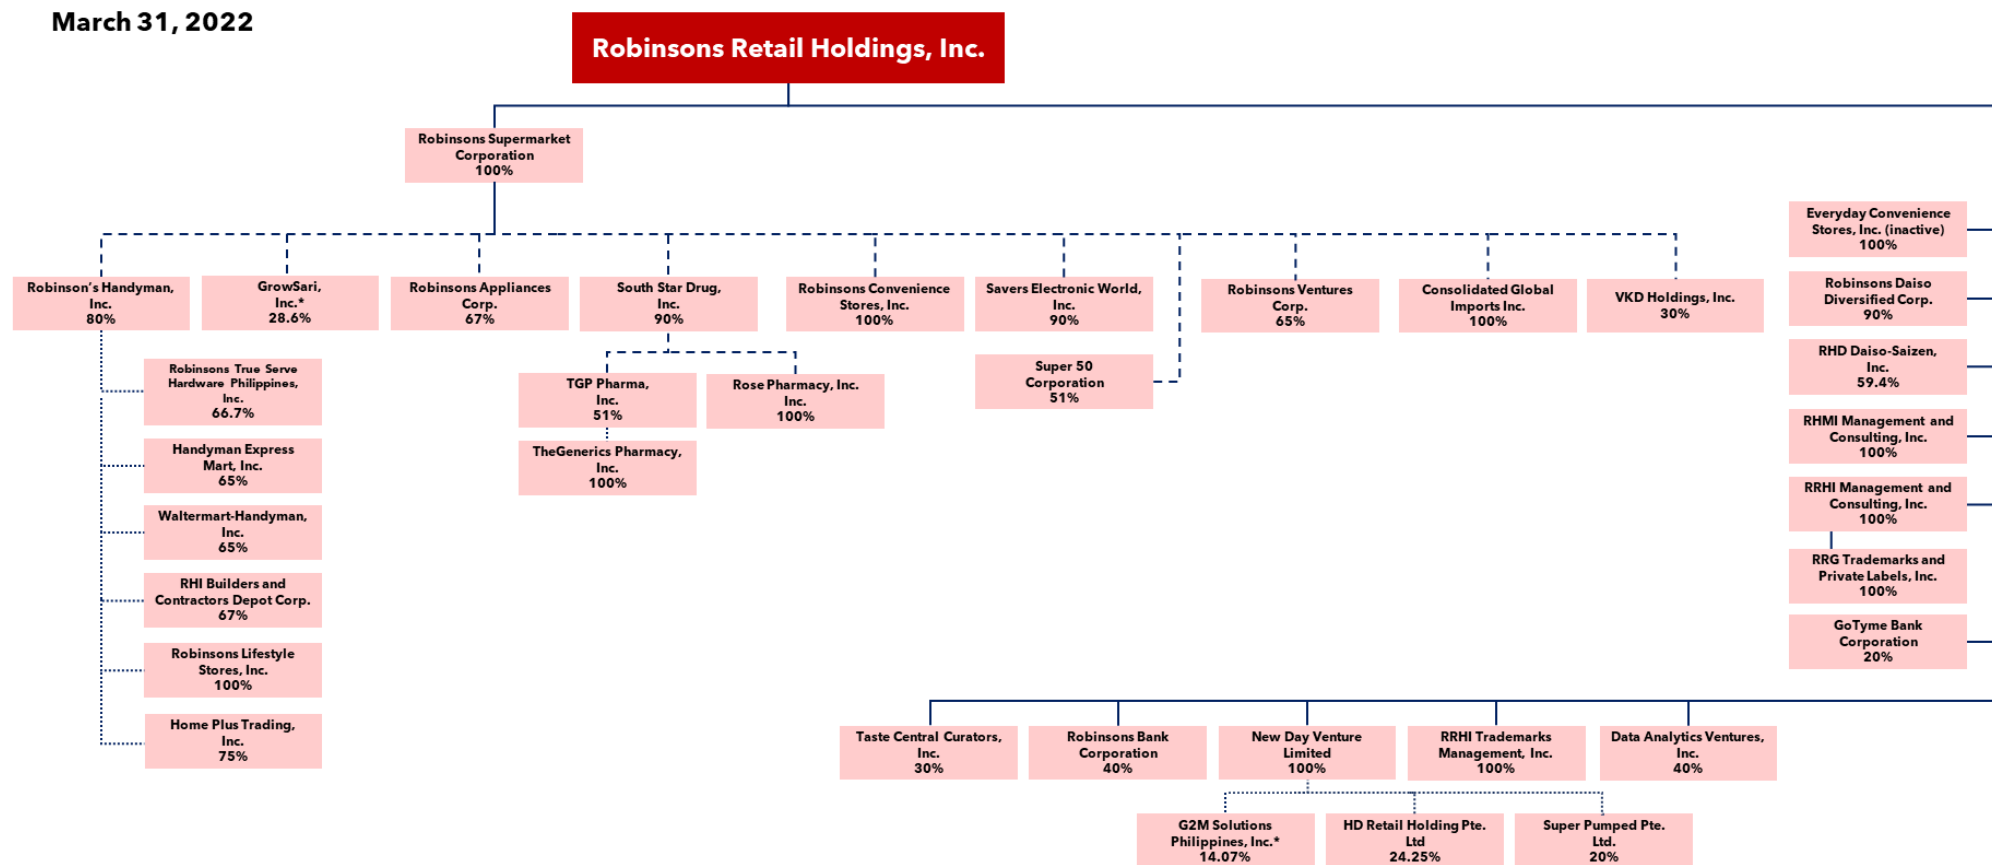 March 31, 2022
Robinsons Retail Holdings, Inc.
Robinsons Supermarket
Corporation
100%
Robinson's Handyman,
Inc.
80%
GrowSari,
Inc.*
28.6%
Robinsons Appliances
Corp.
67%
South Star Drug,
Inc.
90%
Robinsons Convenience
Stores, Inc.
100%
Savers Electronic World,
Inc.
90%
Robinsons Ventures
Corp.
65%
Consolidated Global
Imports Inc.
100%
VKD Holdings, Inc.
30%
Robinsons True Serve
Hardware Philippines,
Inc.
66.7%
Handyman Express
Mart, Inc.
65%
Waltermart-Handyman,
Inc.
65%
RHI Builders and
Contractors Depot Corp.
67%
Robinsons Lifestyle
Stores, Inc.
100%
Home Plus Trading,
Inc.
75%
TGP Pharma,
Inc.
51%
Rose Pharmacy, Inc.
Inc.
100%
TheGenerics Pharmacy,
Inc.
100%
Super 50
Corporation
51%
Everyday Convenience
Stores, Inc. (inactive)
100%
Robinsons Daiso
Diversified Corp.
90%
RHD Daiso-Saizen,
Inc.
59.4%
RHMI Management and
Consulting, Inc.
100%
RRHI Management and
Consulting, Inc.
100%
RRG Trademarks and
Private Labels, Inc.
100%
GoTyme Bank
Corporation
20%
Taste Central Curators,
Inc.
30%
Robinsons Bank
Corporation
40%
New Day Venture
Limited
100%
RRHI Trademarks
Management, Inc.
100%
Data Analytics Ventures,
Inc.
40%
G2M Solutions
Philippines, Inc.*
14.07%
HD Retail Holding Pte.
Ltd
24.25%
Super Pumped Pte.
Ltd.
20%